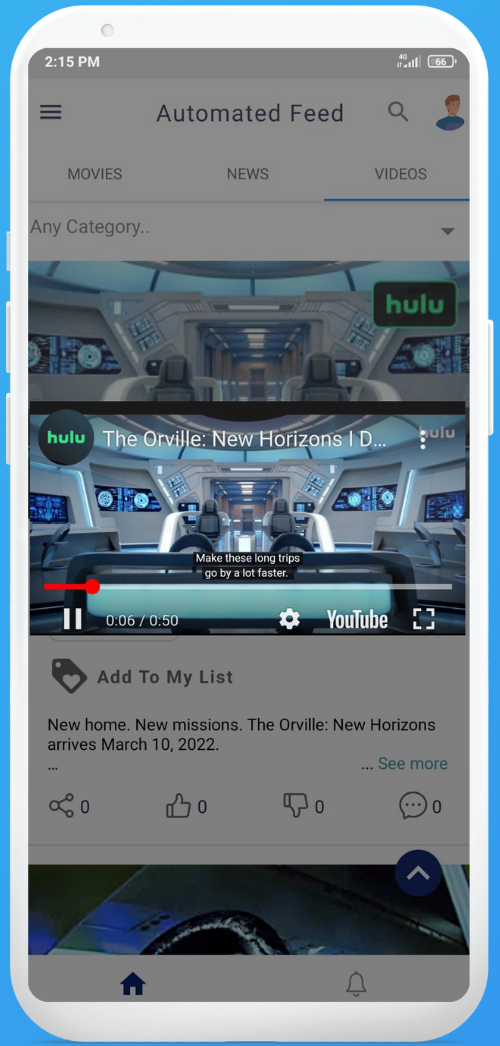 2:15 PM
4G
66
Automated Feed
MOVIES
NEWS
VIDEOS
Any Category..
hulu
hulu
The Orville: New Horizons I D...
hulu
Make these long trips
go by a lot faster.
0:06 / 0:50
YouTube
Add To My List
New home. New missions. The Orville: New Horizons
arrives March 10, 2022.
...
... See more
0
0
0
0